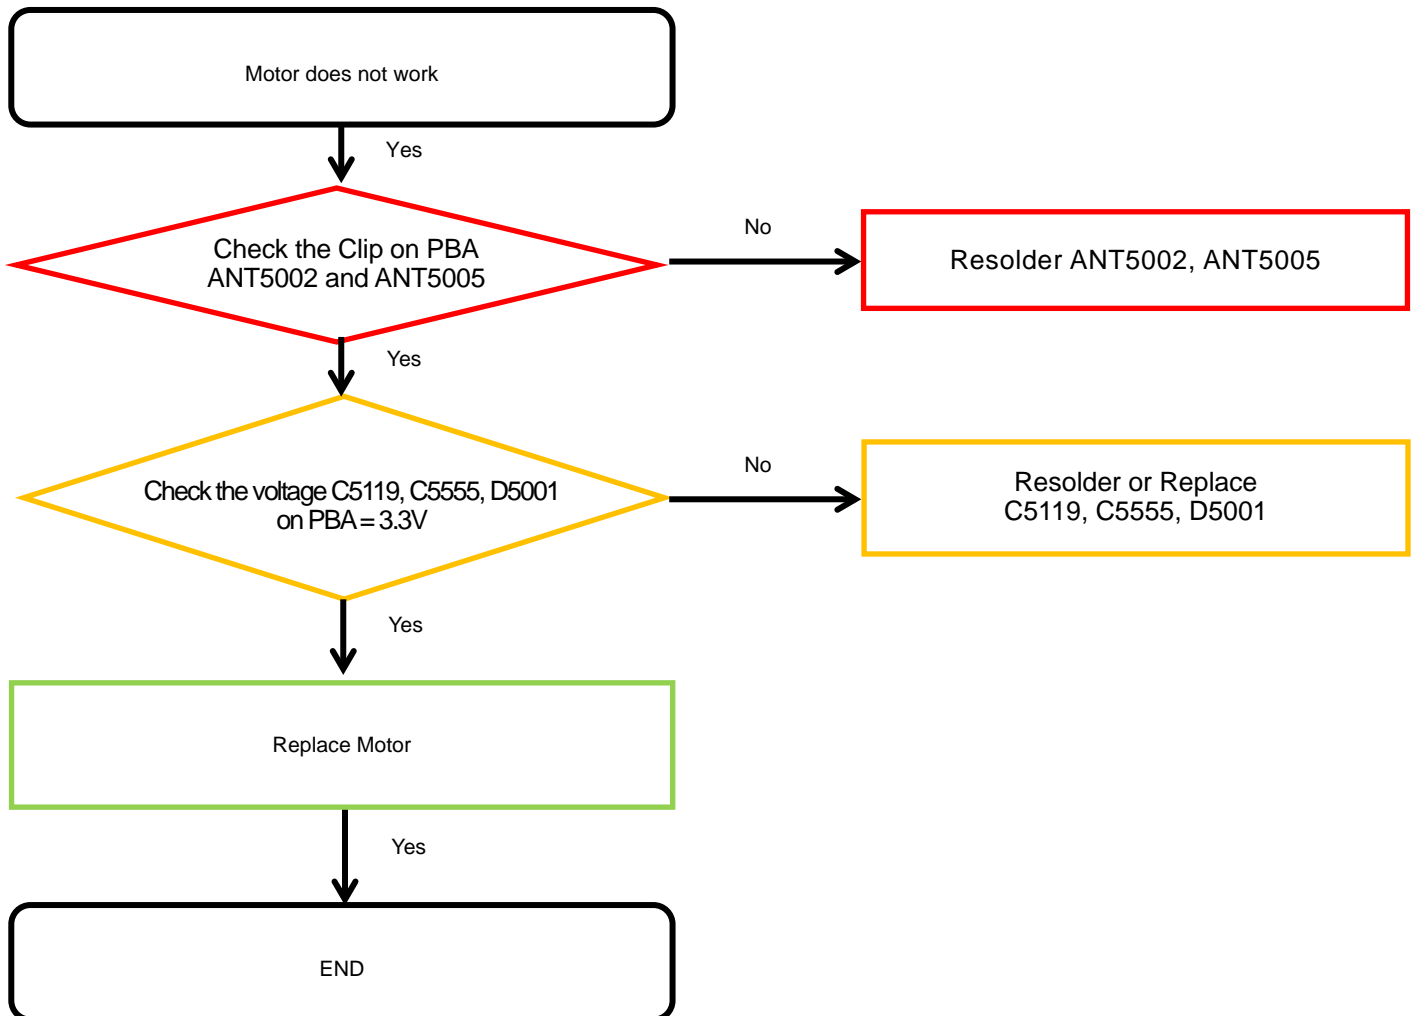 Motor does not work
Yes
Check the Clip on PBA
ANT5002 and ANT5005
No
Resolder ANT5002, ANT5005
Yes
Check the voltage C5119, C5555, D5001
on PBA = 3.3V
No
Resolder or Replace
C5119, C5555, D5001
Yes
Replace Motor
Yes
END